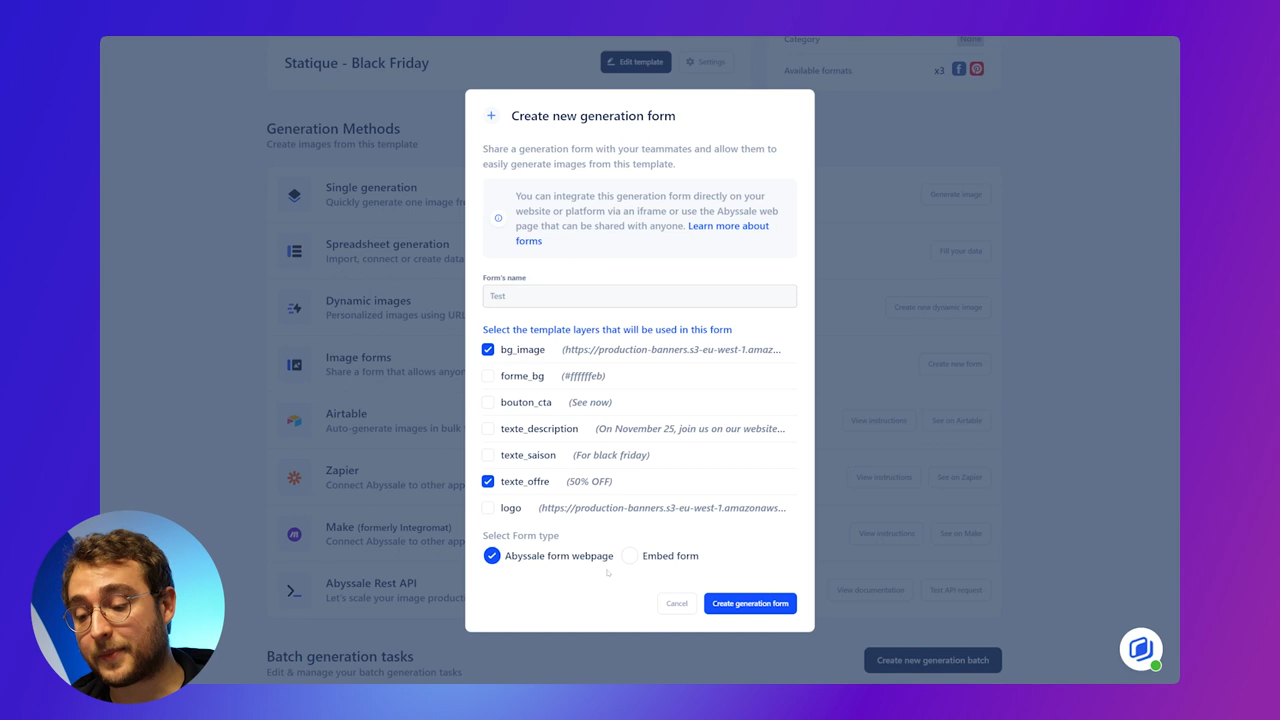 Category
None
Statique - Black Friday
Edit template
Settings
Available formats
x3
Generation Methods
Create images from this template
Single generation
Quickly generate one image fr
Generate image
Spreadsheet generation
Import, connect or create data
Fill your data
Dynamic images
Personalized images using URL
Create new dynamic image
Image forms
Share a form that allows anyon
Create new form
Airtable
Auto-generate images in bulk
View instructions
See on Airtable
Zapier
Connect Abyssale to other app
View instructions
See on Zapier
Make (formerly Integromat)
Connect Abyssale to other app
View instructions
See on Make
Abyssale Rest API
Let's scale your image produc
View documentation
Test API request
Batch generation tasks
Edit & manage your batch generation tasks
Create new generation batch
Create new generation form
Share a generation form with your teammates and allow them to
easily generate images from this template.
You can integrate this generation form directly on your
website or platform via an iframe or use the Abyssale web
page that can be shared with anyone. Learn more about
forms
Form's name
Test
Select the template layers that will be used in this form
bg_image (https://production-banners.s3-eu-west-1.amaz...
forme_bg (#ffffffeb)
bouton_cta (See now)
texte_description (On November 25, join us on our website...
texte_saison (For black friday)
texte_offre (50% OFF)
logo (https://production-banners.s3-eu-west-1.amazonaws...
Select Form type
Abyssale form webpage
Embed form
Cancel
Create generation form